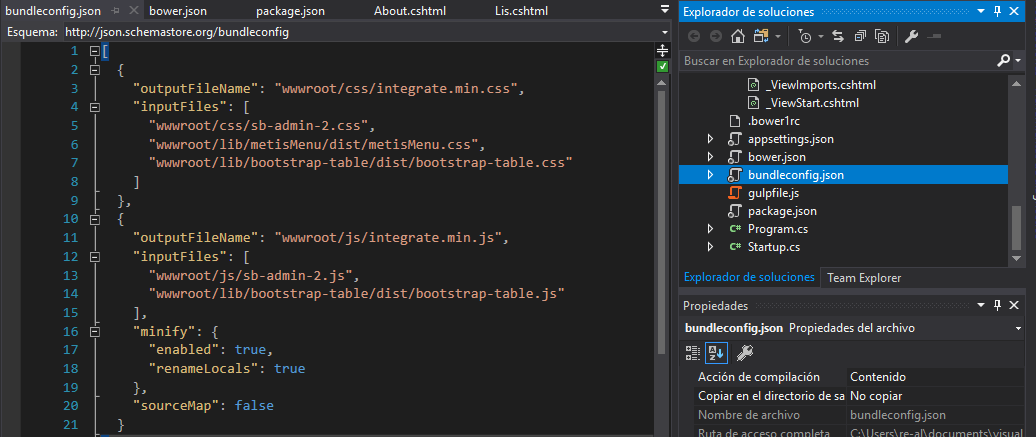 bundleconfig.json
bower.json
package.json
About.cshtml
Lis.cshtml
Esquema: http://json.schemastore.org/bundleconfig
1 [
2 {
3 "outputFileName": "wwwroot/css/integrate.min.css",
4 "inputFiles": [
5 "wwwroot/css/sb-admin-2.css",
6 "wwwroot/lib/metisMenu/dist/metisMenu.css",
7 "wwwroot/lib/bootstrap-table/dist/bootstrap-table.css"
8 ]
9 },
10 {
11 "outputFileName": "wwwroot/js/integrate.min.js",
12 "inputFiles": [
13 "wwwroot/js/sb-admin-2.js",
14 "wwwroot/lib/bootstrap-table/dist/bootstrap-table.js"
15 ],
16 "minify": {
17 "enabled": true,
18 "renameLocals": true
19 },
20 "sourceMap": false
21 }
Explorador de soluciones
Buscar en Explorador de soluciones
_ViewImports.cshtml
_ViewStart.cshtml
.bower1rc
appsettings.json
bower.json
bundleconfig.json
gulpfile.js
package.json
C# Program.cs
C# Startup.cs
Explorador de soluciones Team Explorer
Propiedades
bundleconfig.json Propiedades del archivo
Acción de compilación Contenido
Copiar en el directorio de sa No copiar
Nombre de archivo bundleconfig.json
Ruta de acceso completa C:\Users\re-al\documents\visual